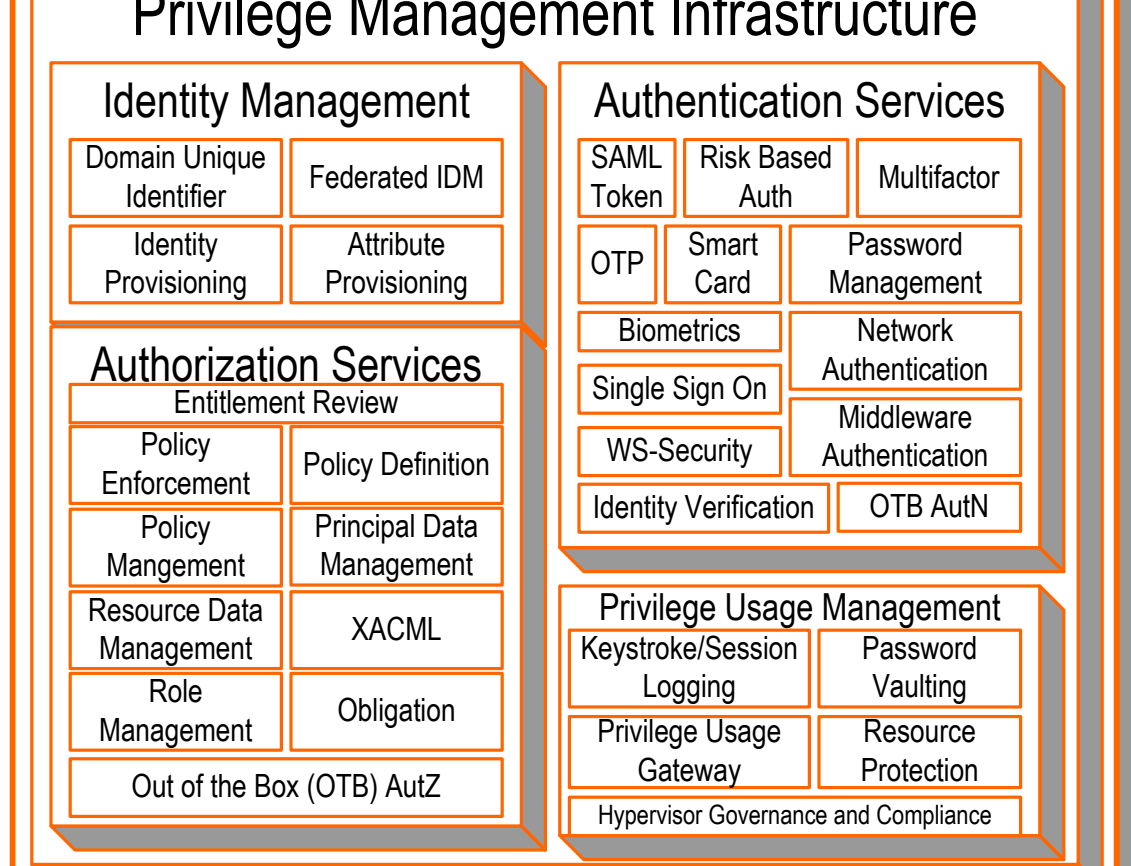 Privilege Management Infrastructure
Identity Management
Domain Unique
Identifier
Federated IDM
Identity
Provisioning
Attribute
Provisioning
Authorization Services
Entitlement Review
Policy
Enforcement
Policy Definition
Policy
Mangement
Principal Data
Management
Resource Data
Management
XACML
Role
Management
Obligation
Out of the Box (OTB) AutZ
Authentication Services
SAML
Token
Risk Based
Auth
Multifactor
OTP
Smart
Card
Password
Management
Biometrics
Network
Authentication
Single Sign On
Middleware
Authentication
WS-Security
Identity Verification
OTB AutN
Privilege Usage Management
Keystroke/Session
Logging
Password
Vaulting
Privilege Usage
Gateway
Resource
Protection
Hypervisor Governance and Compliance